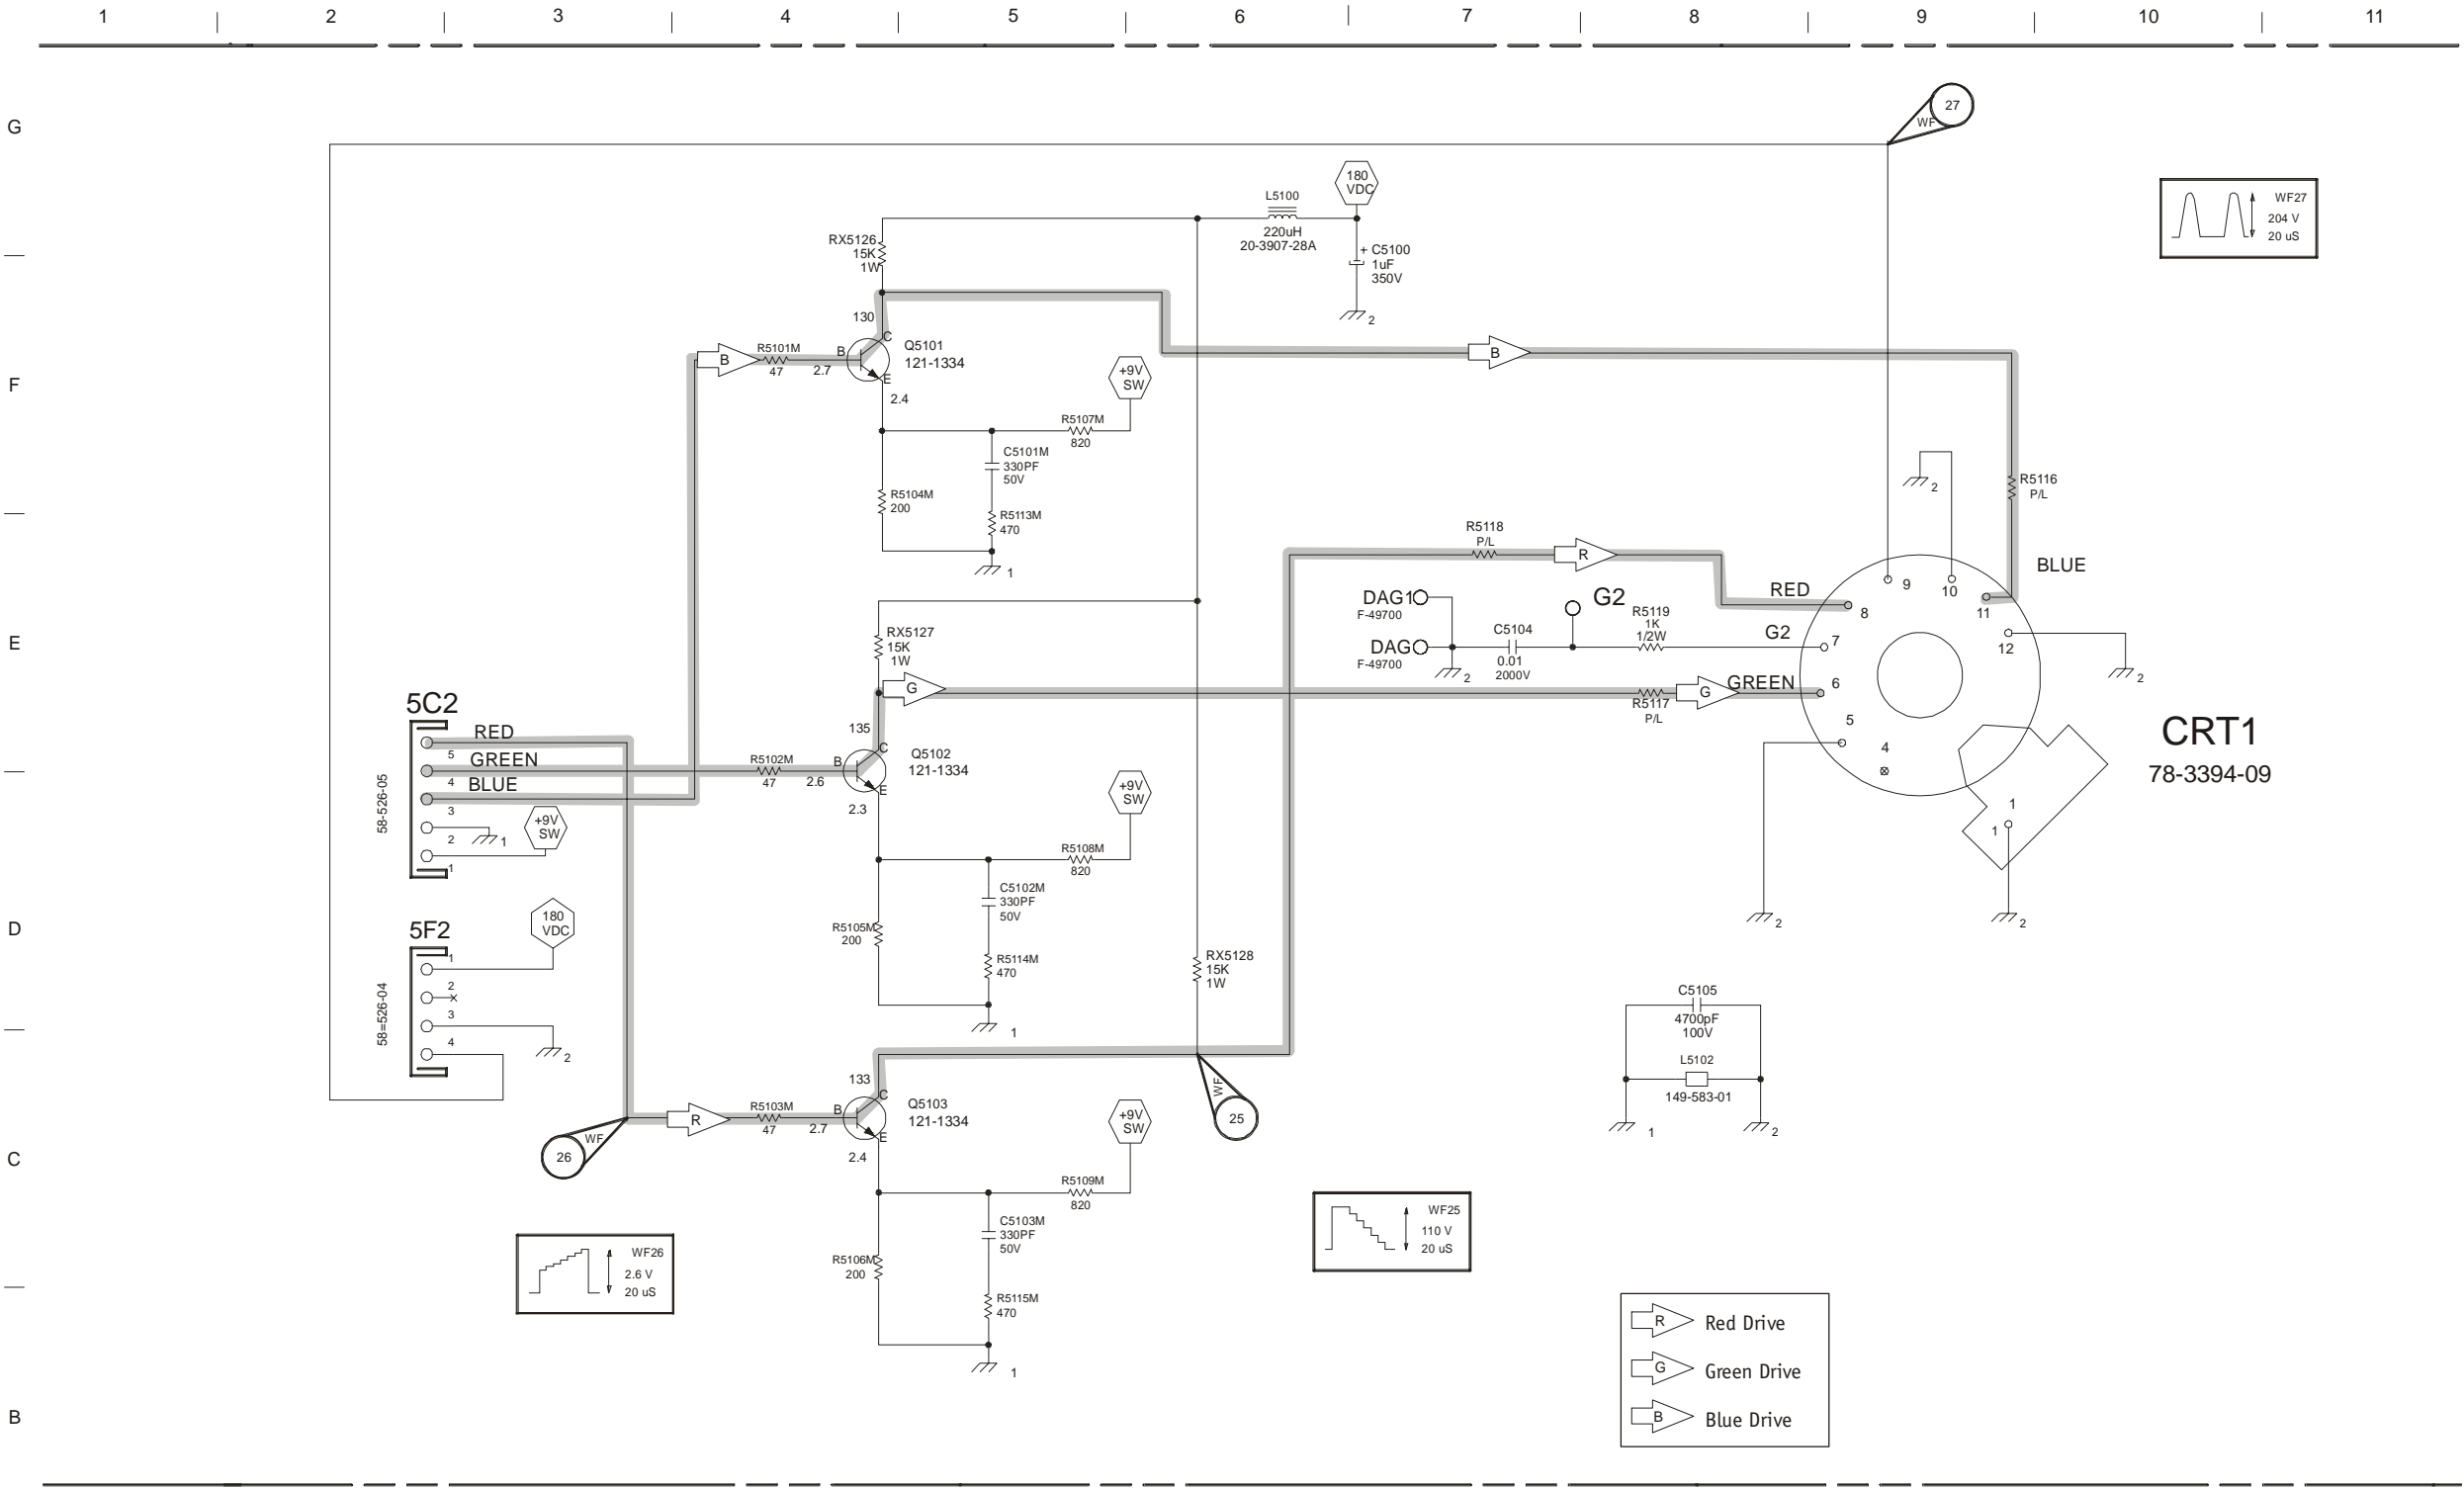 1 2 3 4 5 6 7 8 9 10 11
G
27
WF
180
VDC
L5100
220uH
20-3907-28A
+ C5100
1uF
350V
2
WF27
204 V
20 uS
RX5126
15K
1W
130
C
B
E
Q5101
121-1334
B
R5101M
47
2.7
2.4
+9V
SW
B
F
R5107M
820
C5101M
330PF
50V
R5104M
200
R5113M
470
1
2
R5116
P/L
R5118
P/L
R
BLUE
RED
9
10
11
8
DAG1
F-49700
G2
R5119
1K
1/2W
G2
7
12
E
RX5127
15K
1W
DAG
F-49700
C5104
0.01
2000V
2
2
G
G
GREEN
6
R5117
P/L
5
4
CRT1
78-3394-09
1
1
2
2
5C2
58-526-05
RED
5
GREEN
4
BLUE
3
2
1
1
+9V
SW
135
C
B
E
Q5102
121-1334
R5102M
47
2.6
2.3
+9V
SW
R5108M
820
C5102M
330PF
50V
R5105M
200
R5114M
470
1
D
5F2
58=526-04
180
VDC
1
2
3
4
2
RX5128
15K
1W
C5105
4700pF
100V
L5102
149-583-01
1
2
133
C
B
E
Q5103
121-1334
R
R5103M
47
2.7
2.4
+9V
SW
WF
25
WF
26
C
R5109M
820
C5103M
330PF
50V
R5106M
200
R5115M
470
1
WF26
2.6 V
20 uS
WF25
110 V
20 uS
R Red Drive
G Green Drive
B Blue Drive
B